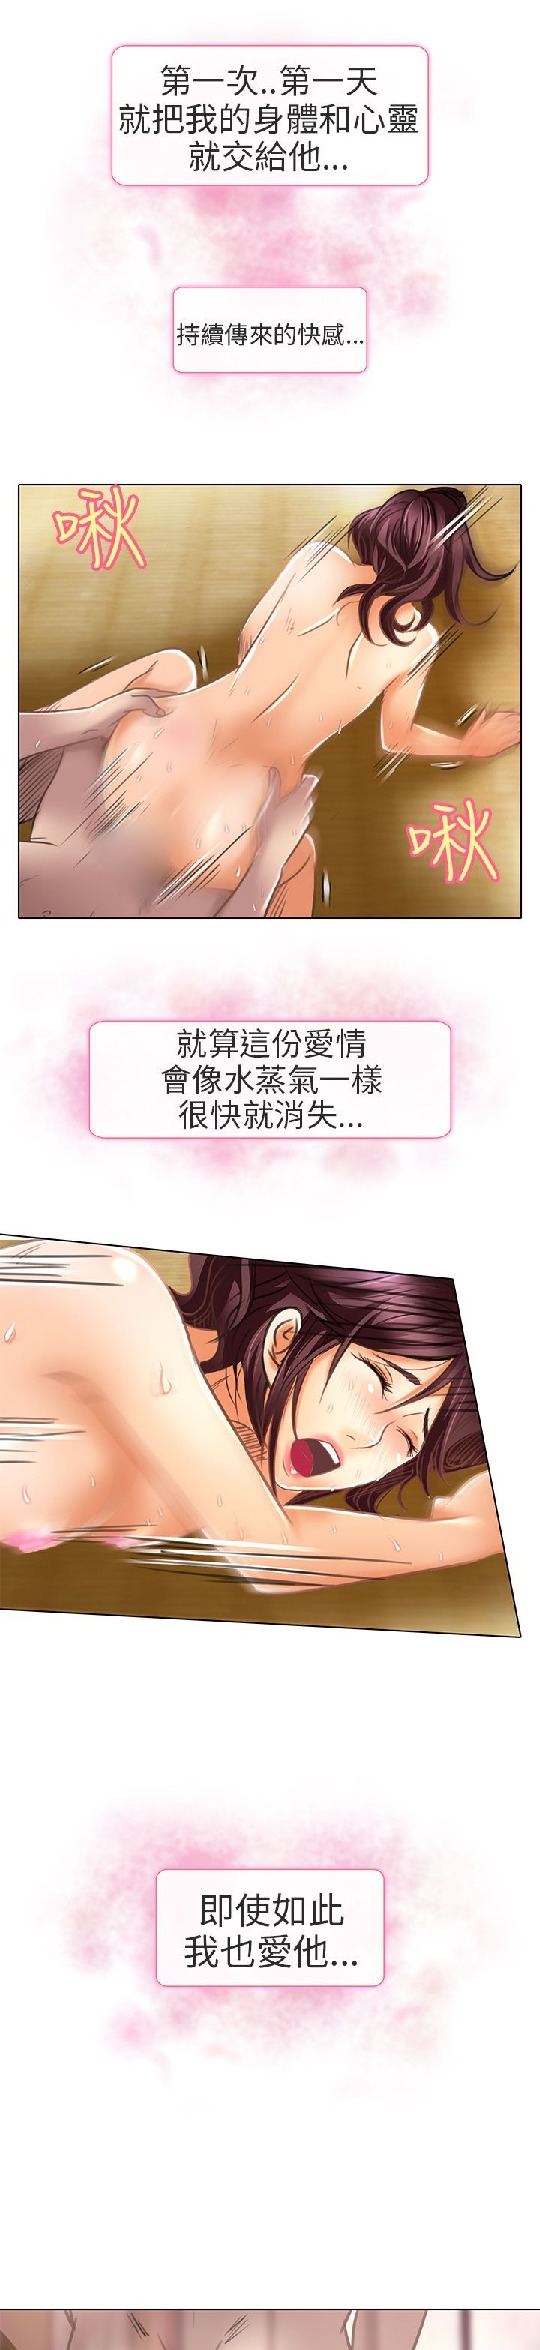 第一次..第一天
就把我的身體和心靈
就交給他...
持續傳來的快感...
啾
啾
就算這份愛情
會像水蒸氣一樣
很快就消失...
即使如此
我也愛他...